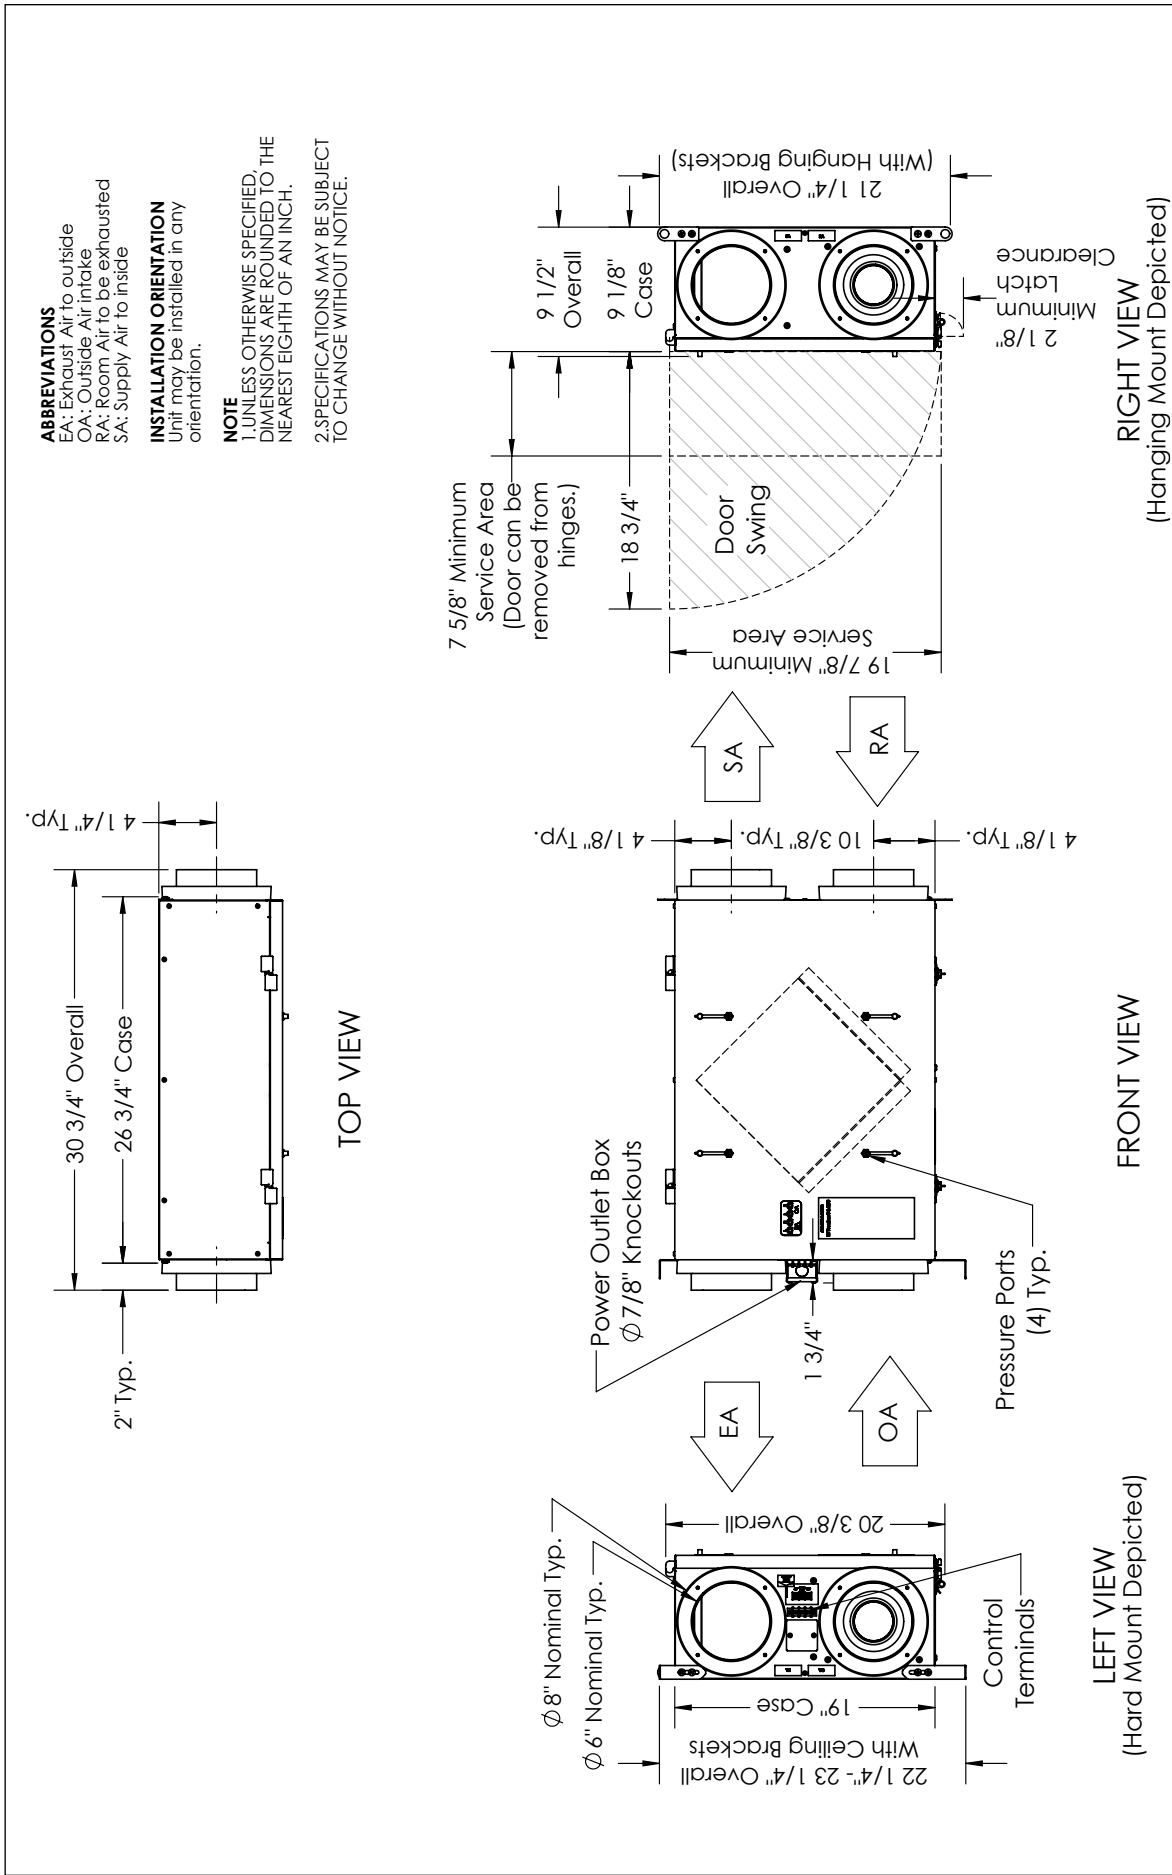 ABBREVIATIONS
EA: Exhaust Air to outside
OA: Outside Air intake
RA: Room Air to be exhausted
SA: Supply Air to inside
INSTALLATION ORIENTATION
Unit may be installed in any
orientation.
NOTE
1.UNLESS OTHERWISE SPECIFIED,
DIMENSIONS ARE ROUNDED TO THE
NEAREST EIGHTH OF AN INCH.
2.SPECIFICATIONS MAY BE SUBJECT
TO CHANGE WITHOUT NOTICE.
2" Typ.
30 3/4" Overall
26 3/4" Case
4 1/4" Typ.
TOP VIEW
Ø 8" Nominal Typ.
Ø 6" Nominal Typ.
22 1/4"- 23 1/4" Overall
With Ceiling Brackets
19" Case
20 3/8" Overall
Control
Terminals
LEFT VIEW
(Hard Mount Depicted)
EA
OA
Power Outlet Box
Ø 7/8" Knockouts
1 3/4"
Pressure Ports
(4) Typ.
4 1/8" Typ.
10 3/8" Typ.
4 1/8" Typ.
FRONT VIEW
SA
RA
7 5/8" Minimum
Service Area
(Door can be
removed from
hinges.)
18 3/4"
19 7/8" Minimum
Service Area
Door
Swing
9 1/2"
Overall
9 1/8"
Case
21 1/4" Overall
(With Hanging Brackets)
2 1/8"
Minimum
Latch
Clearance
RIGHT VIEW
(Hanging Mount Depicted)